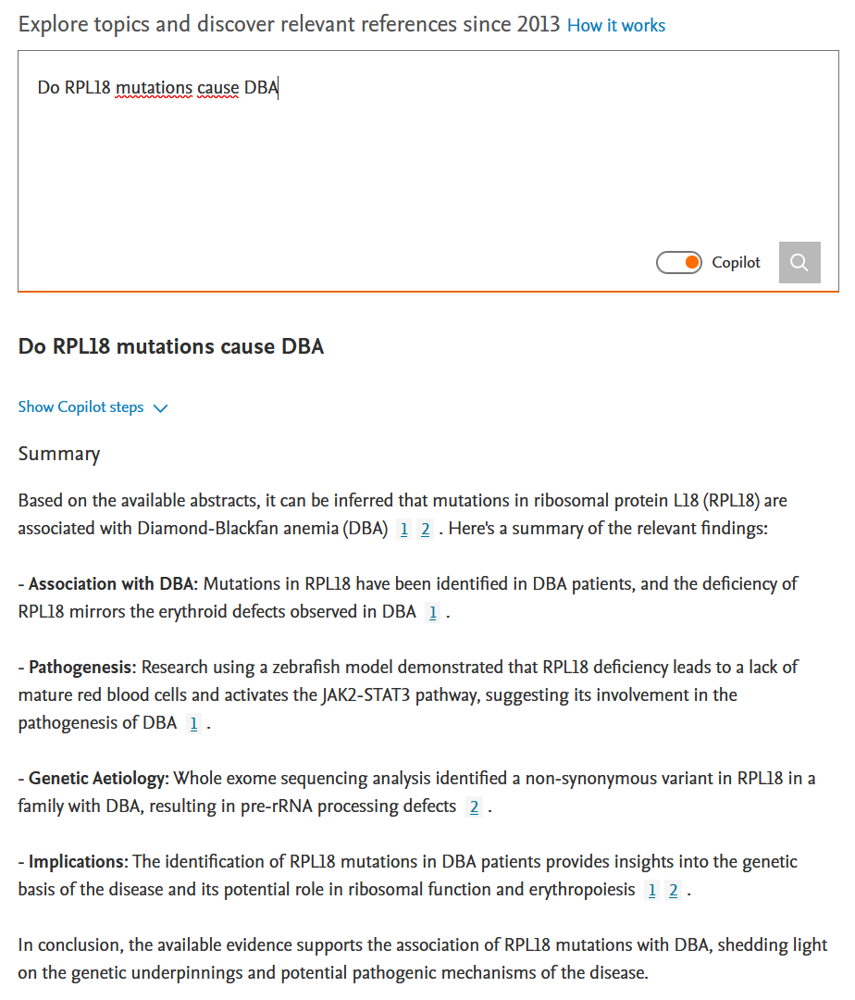 Explore topics and discover relevant references since 2013 How it works
Do RPL18 mutations cause DBA
Copilot
Do RPL18 mutations cause DBA
Show Copilot steps
Summary
Based on the available abstracts, it can be inferred that mutations in ribosomal protein L18 (RPL18) are
associated with Diamond-Blackfan anemia (DBA) 1 2 . Here's a summary of the relevant findings:
- Association with DBA: Mutations in RPL18 have been identified in DBA patients, and the deficiency of
RPL18 mirrors the erythroid defects observed in DBA 1 .
- Pathogenesis: Research using a zebrafish model demonstrated that RPL18 deficiency leads to a lack of
mature red blood cells and activates the JAK2-STAT3 pathway, suggesting its involvement in the
pathogenesis of DBA 1 .
- Genetic Aetiology: Whole exome sequencing analysis identified a non-synonymous variant in RPL18 in a
family with DBA, resulting in pre-rRNA processing defects 2 .
- Implications: The identification of RPL18 mutations in DBA patients provides insights into the genetic
basis of the disease and its potential role in ribosomal function and erythropoiesis 1 2 .
In conclusion, the available evidence supports the association of RPL18 mutations with DBA, shedding light
on the genetic underpinnings and potential pathogenic mechanisms of the disease.